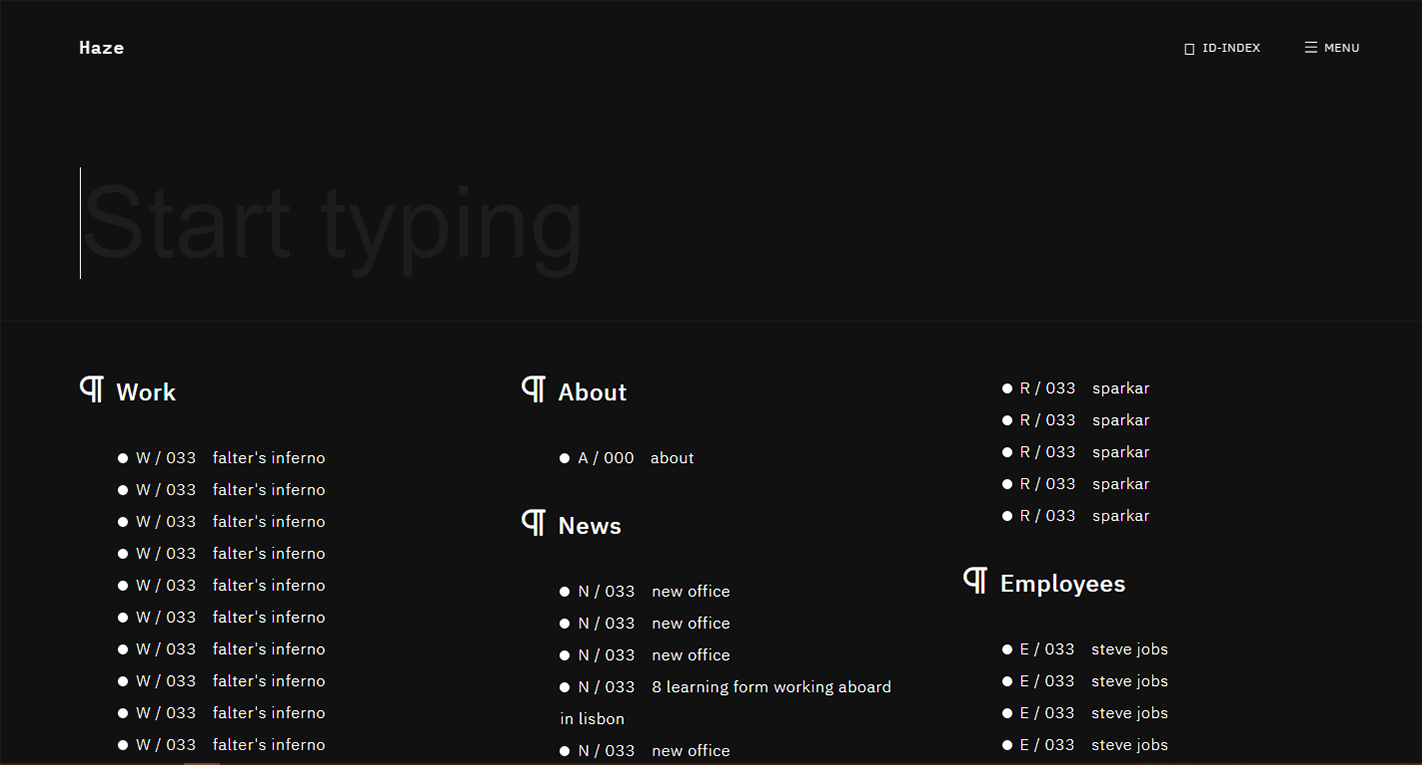 Haze
ID-INDEX
MENU
Start typing
¶ Work
● W / 033 falter's inferno
● W / 033 falter's inferno
● W / 033 falter's inferno
● W / 033 falter's inferno
● W / 033 falter's inferno
● W / 033 falter's inferno
● W / 033 falter's inferno
● W / 033 falter's inferno
● W / 033 falter's inferno
● W / 033 falter's inferno
¶ About
● A / 000 about
¶ News
● N / 033 new office
● N / 033 new office
● N / 033 new office
● N / 033 8 learning form working aboard
in lisbon
● N / 033 new office
● R / 033 sparkar
● R / 033 sparkar
● R / 033 sparkar
● R / 033 sparkar
● R / 033 sparkar
¶ Employees
● E / 033 steve jobs
● E / 033 steve jobs
● E / 033 steve jobs
● E / 033 steve jobs